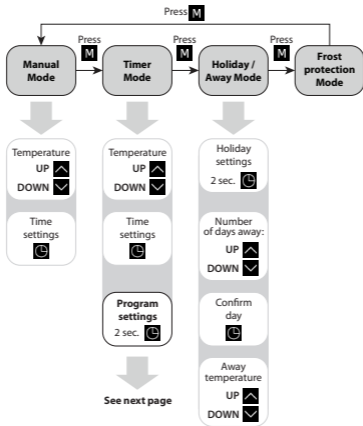 Press M
Manual
Mode
Press
M
Timer
Mode
Press
M
Holiday /
Away Mode
Press
M
Frost
protection
Mode
Temperature
UP
DOWN
Time
settings
Temperature
UP
DOWN
Time
settings
Program
settings
2 sec.
See next page
Holiday
settings
2 sec.
Number
of days away:
UP
DOWN
Confirm
day
Away
temperature
UP
DOWN